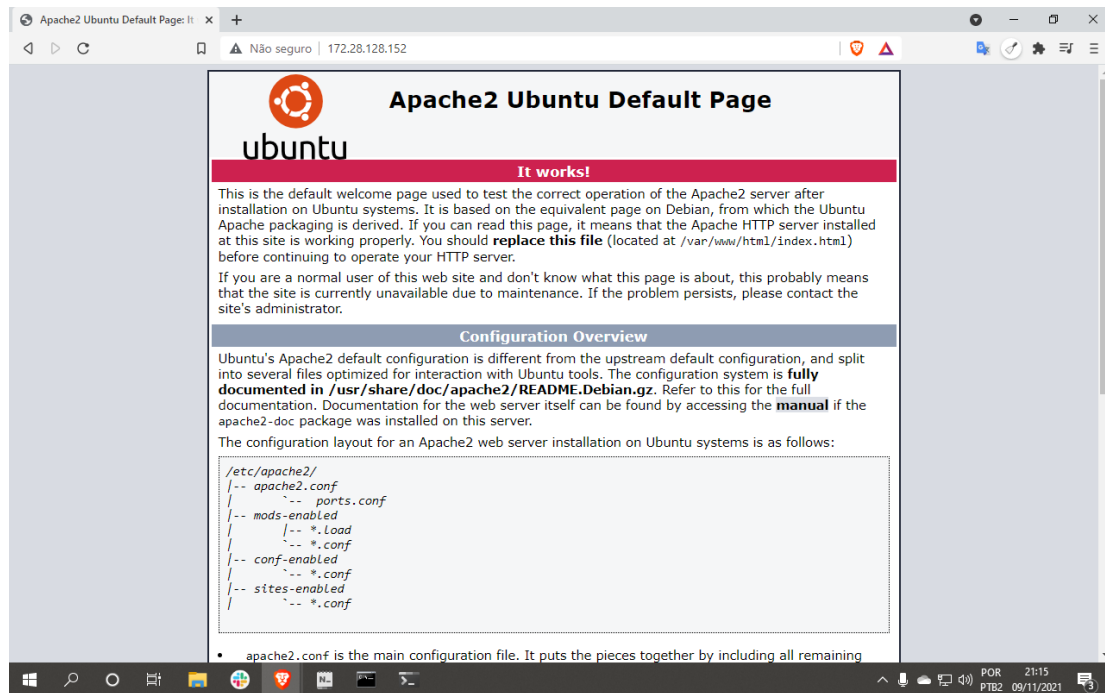 Apache2 Ubuntu Default Page: It
Não seguro | 172.28.128.152
ubuntu
Apache2 Ubuntu Default Page
It works!
This is the default welcome page used to test the correct operation of the Apache2 server after
installation on Ubuntu systems. It is based on the equivalent page on Debian, from which the Ubuntu
Apache packaging is derived. If you can read this page, it means that the Apache HTTP server installed
at this site is working properly. You should replace this file (located at /var/www/html/index.html)
before continuing to operate your HTTP server.
If you are a normal user of this web site and don't know what this page is about, this probably means
that the site is currently unavailable due to maintenance. If the problem persists, please contact the
site's administrator.
Configuration Overview
Ubuntu's Apache2 default configuration is different from the upstream default configuration, and split
into several files optimized for interaction with Ubuntu tools. The configuration system is fully
documented in /usr/share/doc/apache2/README.Debian.gz. Refer to this for the full
documentation. Documentation for the web server itself can be found by accessing the manual if the
apache2-doc package was installed on this server.
The configuration layout for an Apache2 web server installation on Ubuntu systems is as follows:
/etc/apache2/
|-- apache2.conf
|       `--  ports.conf
|-- mods-enabled
|       |-- *.load
|       `-- *.conf
|-- conf-enabled
|       `-- *.conf
|-- sites-enabled
|       `-- *.conf
• apache2.conf is the main configuration file. It puts the pieces together by including all remaining
POR 21:15
PTB2 09/11/2021
3